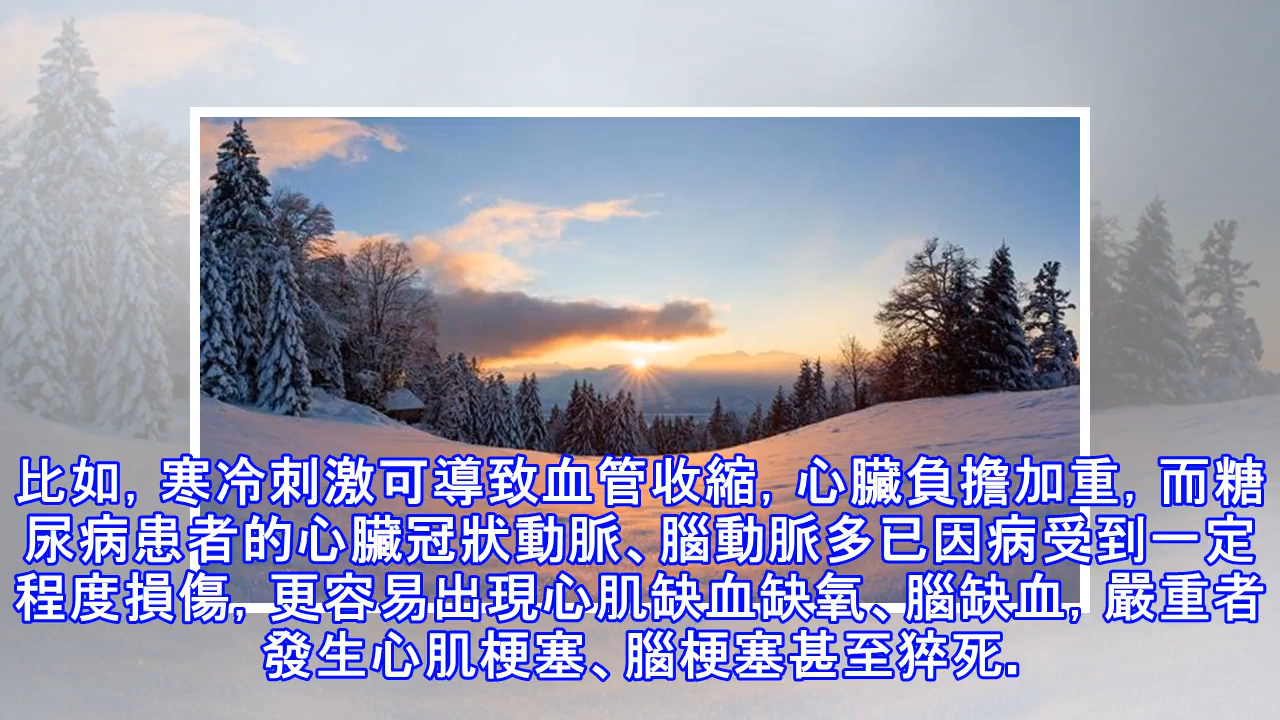 比如, 寒冷刺激可導致血管收縮, 心臟負擔加重, 而糖
尿病患者的心臟冠狀動脈、腦動脈多已因病受到一定
程度損傷, 更容易出現心肌缺血缺氧、腦缺血, 嚴重者
發生心肌梗塞、腦梗塞甚至猝死.